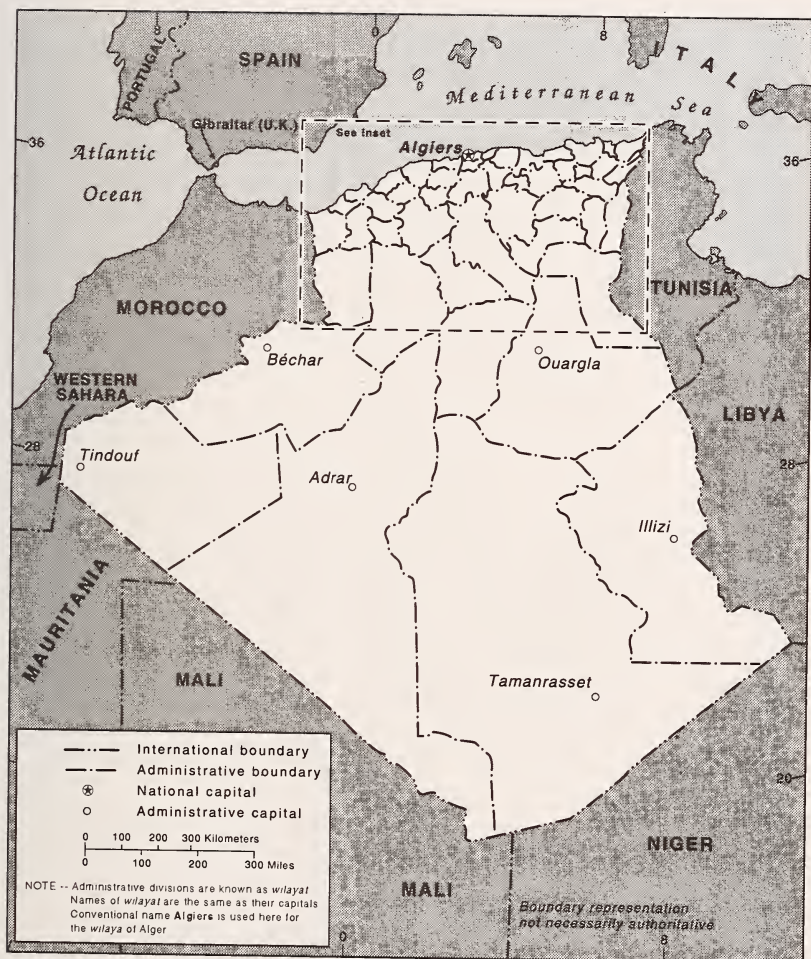 8
0
8
SPAIN
PORTUGAL
ITALY
Mediterranean
Sea
Gibraltar (U.K.)
See inset
36
Algiers
36
Atlantic
Ocean
MOROCCO
TUNISIA
Béchar
Ouargla
WESTERN
SAHARA
LIBYA
28
Tindouf
28
Adrar
Illizi
MAURITANIA
MALI
Tamanrasset
International boundary
Administrative boundary
National capital
Administrative capital
20
0 100 200 300 Kilometers
0 100 200 300 Miles
NIGER
NOTE -- Administrative divisions are known as wilayat
Names of wilayat are the same as their capitals
Conventional name Algiers is used here for
the wilaya of Alger
MALI
Boundary representation
not necessarily authoritative
0
8